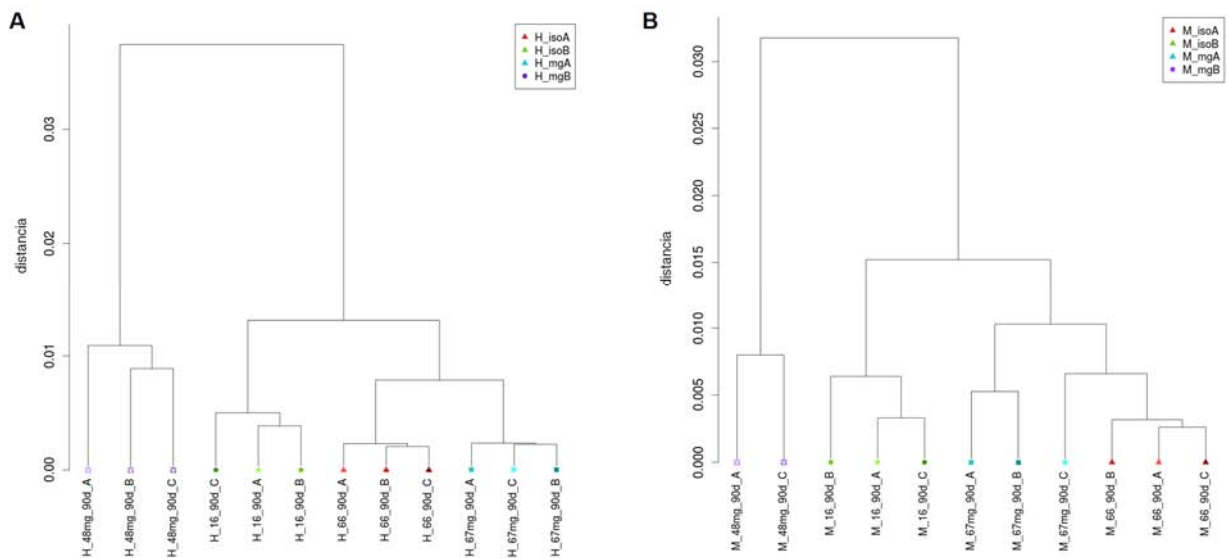 A
H_isoA
H_isoB
H_mgA
H_mgB
distancia
0.03
0.02
0.01
0.00
H_48mg_90d_A
H_48mg_90d_B
H_48mg_90d_C
H_16_90d_C
H_16_90d_A
H_16_90d_B
H_66_90d_A
H_66_90d_B
H_66_90d_C
H_67mg_90d_A
H_67mg_90d_C
H_67mg_90d_B
B
M_isoA
M_isoB
M_mgA
M_mgB
distancia
0.030
0.025
0.020
0.015
0.010
0.005
0.000
M_48mg_90d_A
M_48mg_90d_C
M_16_90d_B
M_16_90d_A
M_16_90d_C
M_67mg_90d_A
M_67mg_90d_B
M_67mg_90d_C
M_66_90d_B
M_66_90d_A
M_66_90d_C